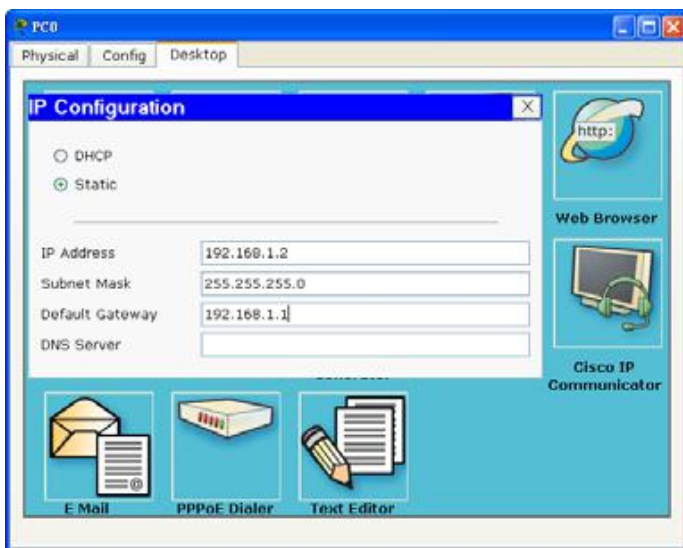 PC0
Physical Config Desktop
IP Configuration X
http:
DHCP
Static
Web Browser
IP Address 192.168.1.2
Subnet Mask 255.255.255.0
Default Gateway 192.168.1.1
DNS Server
Cisco IP
Communicator
@
E Mail PPPoE Dialer Text Editor